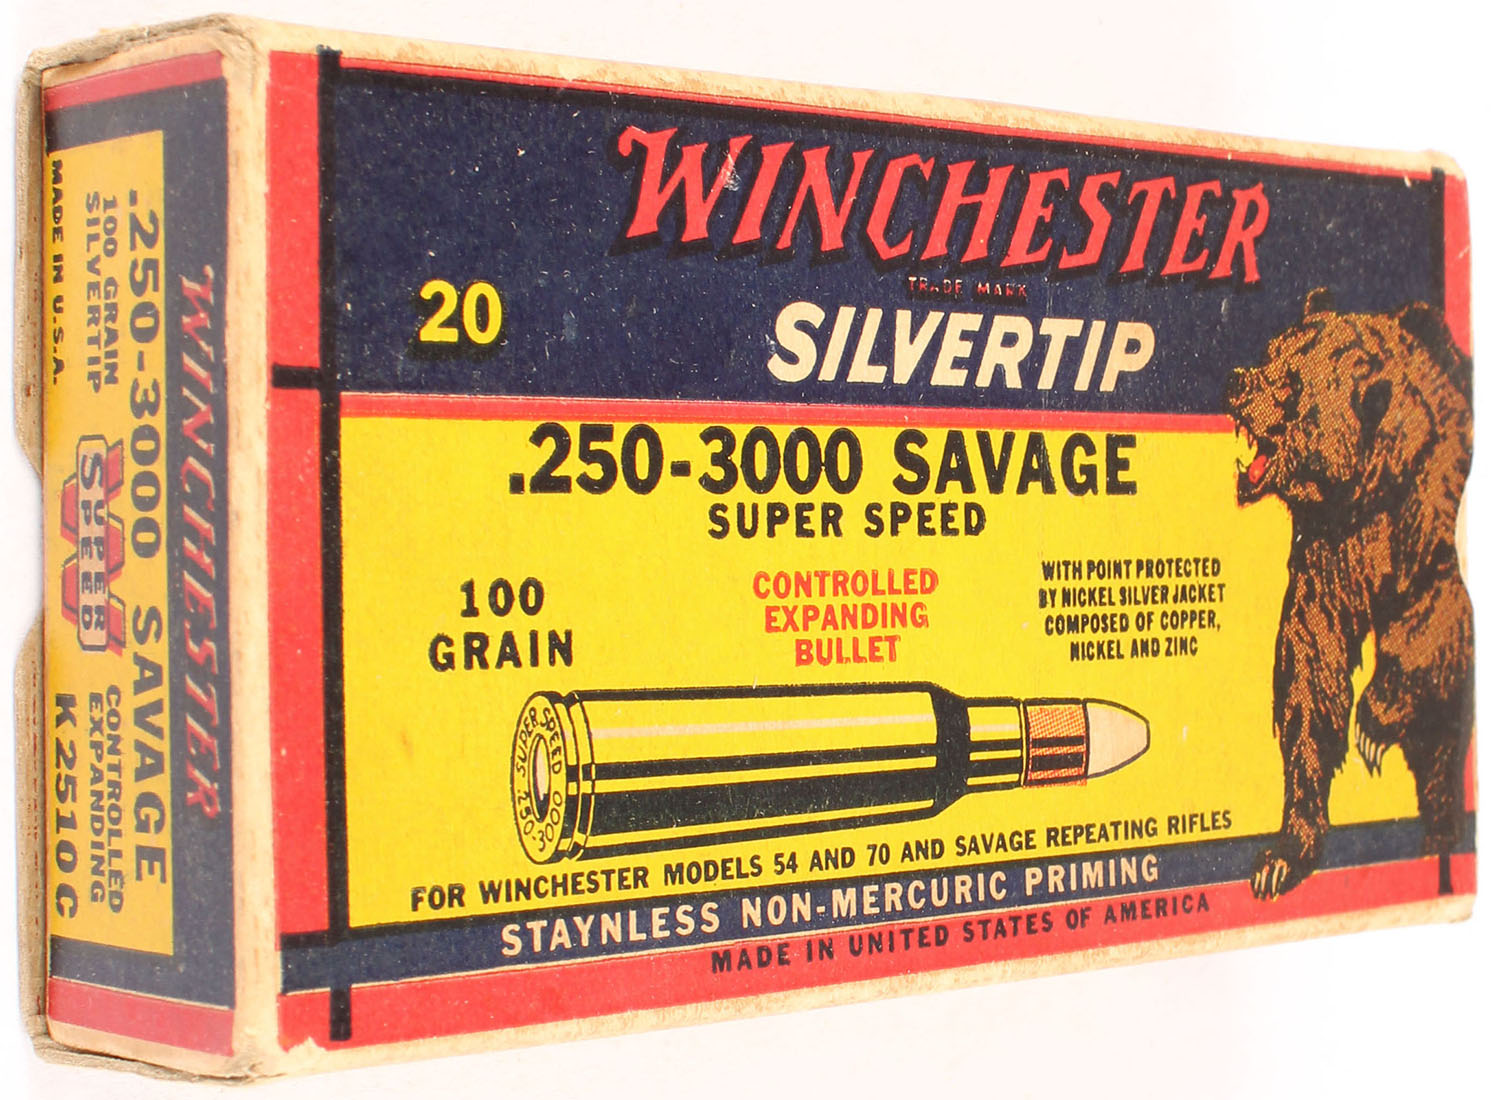 WINCHESTER
TRADE MARK
SILVERTIP
20
.250-3000 SAVAGE
SUPER SPEED
100
GRAIN
CONTROLLED
EXPANDING
BULLET
WITH POINT PROTECTED
BY NICKEL SILVER JACKET
COMPOSED OF COPPER,
NICKEL AND ZINC
SUPER SPEED
250-3000
FOR WINCHESTER MODELS 54 AND 70 AND SAVAGE REPEATING RIFLES
STAYNLESS NON-MERCURIC PRIMING
MADE IN UNITED STATES OF AMERICA
WINCHESTER
.250-3000 SAVAGE
100 GRAIN
SILVERTIP
W
SUPER
SPEED
CONTROLLED
EXPANDING
MADE IN U.S.A.
K2510C